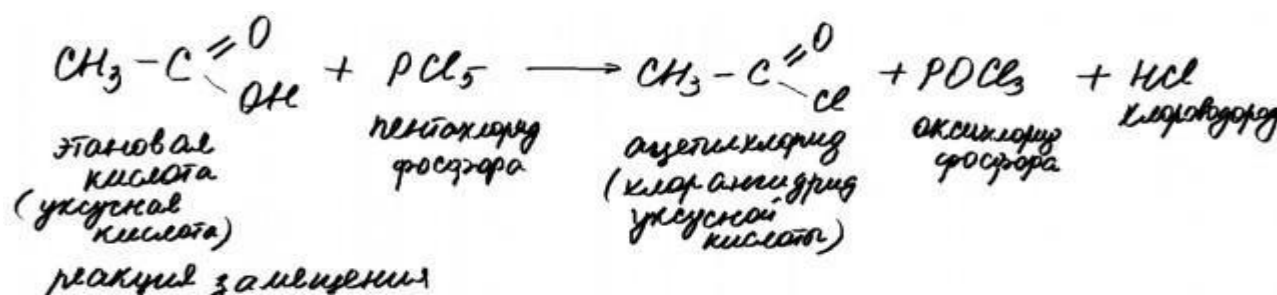 CH₃ - C =O OH + PCl₅ ⟶ CH₃ - C =O Cl + POCl₃ + HCl
этановая кислота (уксусная кислота)
пентахлорид фосфора
ацетилхлорид (хлорангидрид уксусной кислоты)
оксихлорид фосфора
хлороводород
реакция замещения